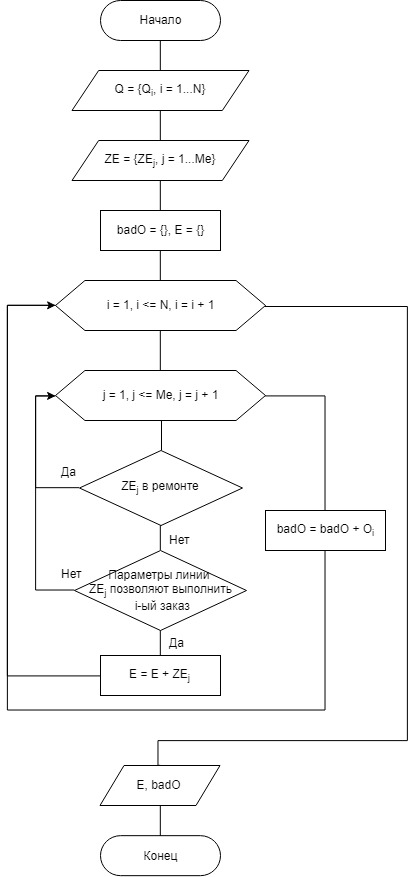 Начало
Q = {Qi, i = 1...N}
ZE = {ZEj, j = 1...Me}
badO = {}, E = {}
i = 1, i <= N, i = i + 1
j = 1, j <= Me, j = j + 1
Да
ZEj в ремонте
badO = badO + Oi
Нет
Нет
Параметры линии
ZEj позволяют выполнить
i-ый заказ
Да
E = E + ZEj
E, badO
Конец